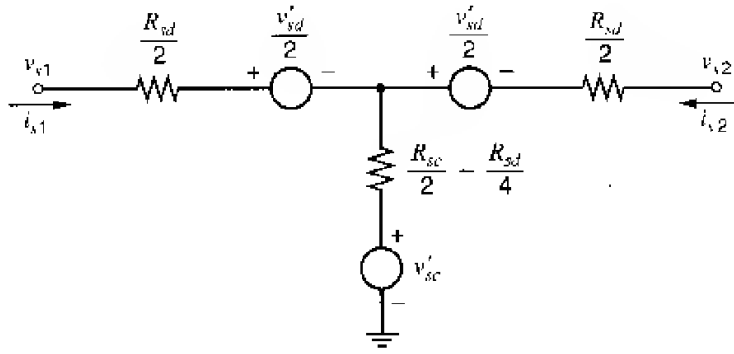 R_sd/2
v'_sd/2
v'_sd/2
R_sd/2
v_s1
+ −
+ −
v_s2
i_s1
i_s2
R_sc/2 − R_sd/4
+
v'_sc
−